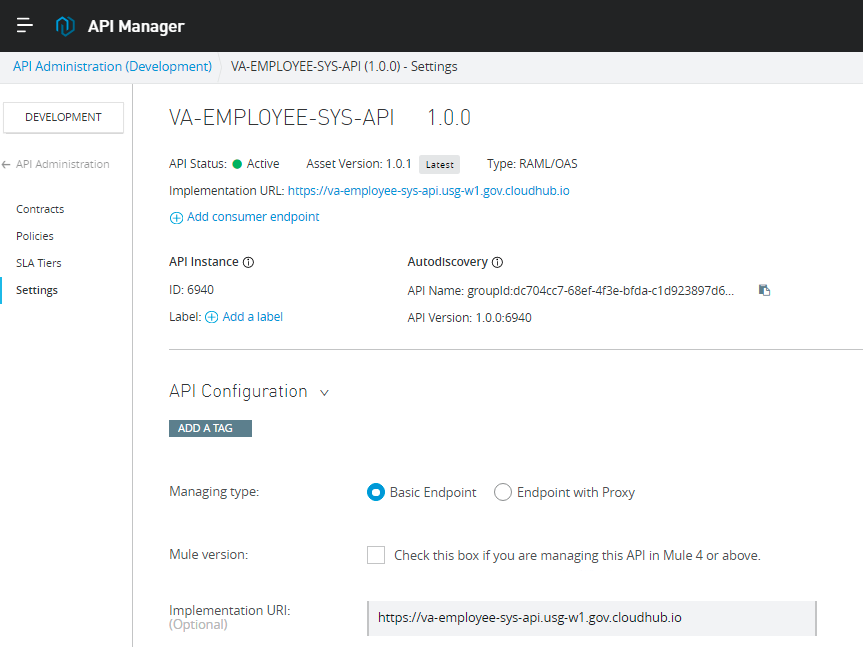 API Manager
API Administration (Development) VA-EMPLOYEE-SYS-API (1.0.0) - Settings
DEVELOPMENT
API Administration
Contracts
Policies
SLA Tiers
Settings
VA-EMPLOYEE-SYS-API 1.0.0
API Status: Active Asset Version: 1.0.1 Latest Type: RAML/OAS
Implementation URL: https://va-employee-sys-api.usg-w1.gov.cloudhub.io
Add consumer endpoint
API Instance Autodiscovery
ID: 6940 API Name: groupId:dc704cc7-68ef-4f3e-bfda-c1d923897d6...
Label: Add a label API Version: 1.0.0:6940
API Configuration
ADD A TAG
Managing type: Basic Endpoint Endpoint with Proxy
Mule version: Check this box if you are managing this API in Mule 4 or above.
Implementation URI: https://va-employee-sys-api.usg-w1.gov.cloudhub.io
(Optional)